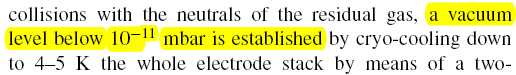 collisions with the neutrals of the residual gas, a vacuum
level below 10⁻¹¹ mbar is established by cryo-cooling down
to 4–5 K the whole electrode stack by means of a two-